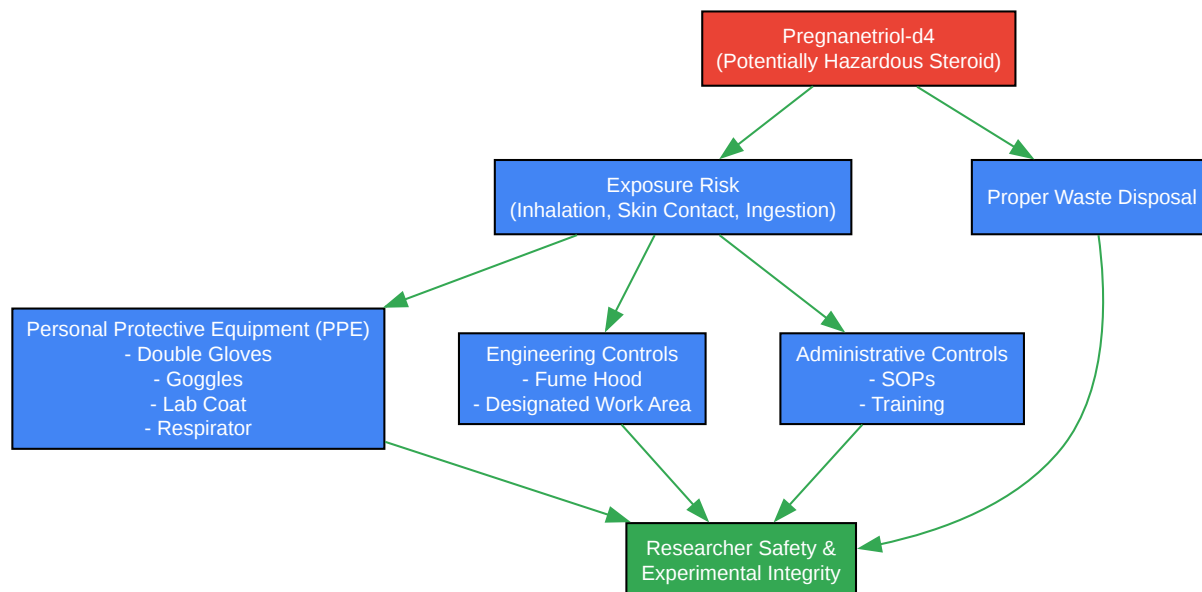 Pregnanetriol-d4
(Potentially Hazardous Steroid)
Exposure Risk
(Inhalation, Skin Contact, Ingestion)
Proper Waste Disposal
Personal Protective Equipment (PPE)
- Double Gloves
- Goggles
- Lab Coat
- Respirator
Engineering Controls
- Fume Hood
- Designated Work Area
Administrative Controls
- SOPs
- Training
Researcher Safety &
Experimental Integrity